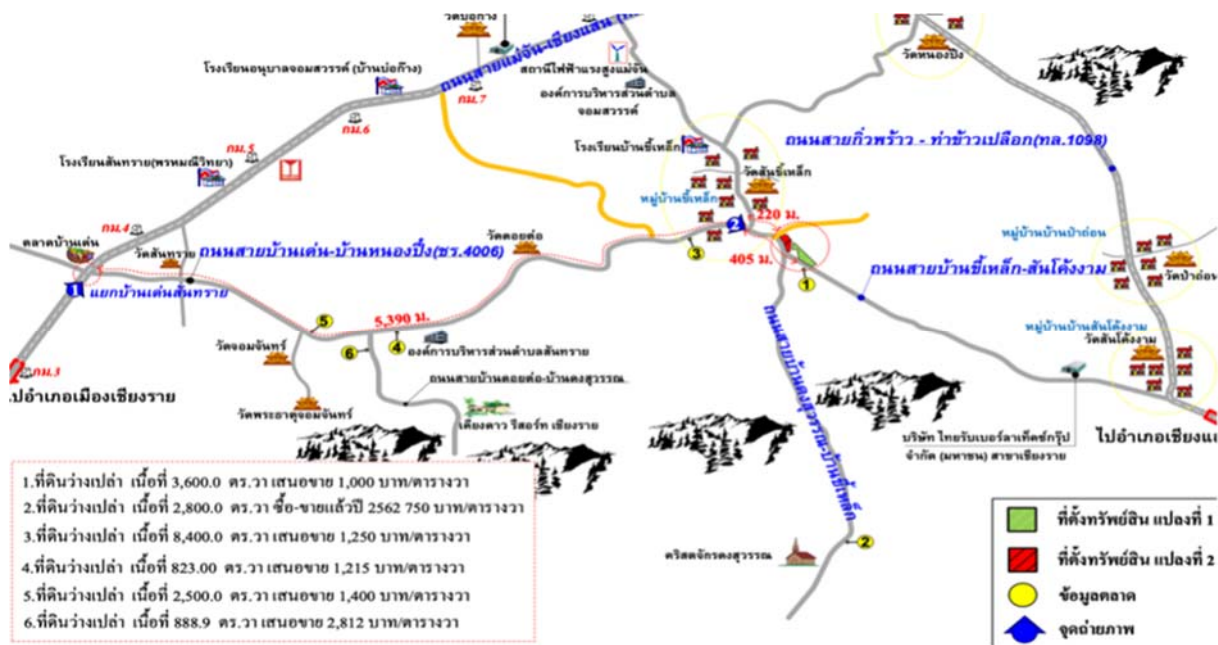 วัดบ่อก้าง
ถนนสายแม่จัน-เชียงแสน
วัดหนองปึง
โรงเรียนอนุบาลจอมสวรรค์ (บ้านบ่อก๊าง)
สถานีไฟฟ้าแรงสูงแม่จัน
กม.7
องค์การบริหารส่วนตำบล
จอมสวรรค์
กม.6
ถนนสายกิ่วพร้าว - ท่าข้าวเปลือก(ทล.1098)
โรงเรียนบ้านขี้เหล็ก
กม.5
โรงเรียนสันทราย(พรหมณีวิทยา)
วัดสันขี้เหล็ก
หมู่บ้านขี้เหล็ก
220 ม.
2
กม.4
ตลาดบ้านเด่น
วัดสันทราย
ถนนสายบ้านเด่น-บ้านหนองปึ๋ง(ชร.4006)
วัดดอยต่อ
3
405 ม.
หมู่บ้านบ้านป่าถ่อน
วัดป่าถ่อน
ถนนสายบ้านขี้เหล็ก-สันโค้งงาม
1
แยกบ้านเด่นสันทราย
1
5,390 ม.
5
4
6
องค์การบริหารส่วนตำบลสันทราย
วัดจอมจันทร์
หมู่บ้านบ้านสันโค้งงาม
วัดสันโค้งงาม
กม.3
ไปอำเภอเมืองเชียงราย
ถนนสายบ้านดอยต่อ-บ้านดงสุวรรณ
วัดพระธาตุจอมจันทร์
เคียงดาว รีสอร์ท เชียงราย
ถนนสายบ้านดงสุวรรณ-บ้านขี้เหล็ก
บริษัท ไทยรับเบอร์ลาเท็คซ์กรุ๊ป
จำกัด (มหาชน) สาขาเชียงราย
คริสตจักรดงสุวรรณ
2
1.ที่ดินว่างเปล่า เนื้อที่ 3,600.0 ตร.วา เสนอขาย 1,000 บาท/ตารางวา
2.ที่ดินว่างเปล่า เนื้อที่ 2,800.0 ตร.วา ซื้อ-ขายแล้วปี 2562 750 บาท/ตารางวา
3.ที่ดินว่างเปล่า เนื้อที่ 8,400.0 ตร.วา เสนอขาย 1,250 บาท/ตารางวา
4.ที่ดินว่างเปล่า เนื้อที่ 823.00 ตร.วา เสนอขาย 1,215 บาท/ตารางวา
5.ที่ดินว่างเปล่า เนื้อที่ 2,500.0 ตร.วา เสนอขาย 1,400 บาท/ตารางวา
6.ที่ดินว่างเปล่า เนื้อที่ 888.9 ตร.วา เสนอขาย 2,812 บาท/ตารางวา
ที่ตั้งทรัพย์สิน แปลงที่ 1
ที่ตั้งทรัพย์สิน แปลงที่ 2
ข้อมูลตลาด
จุดถ่ายภาพ